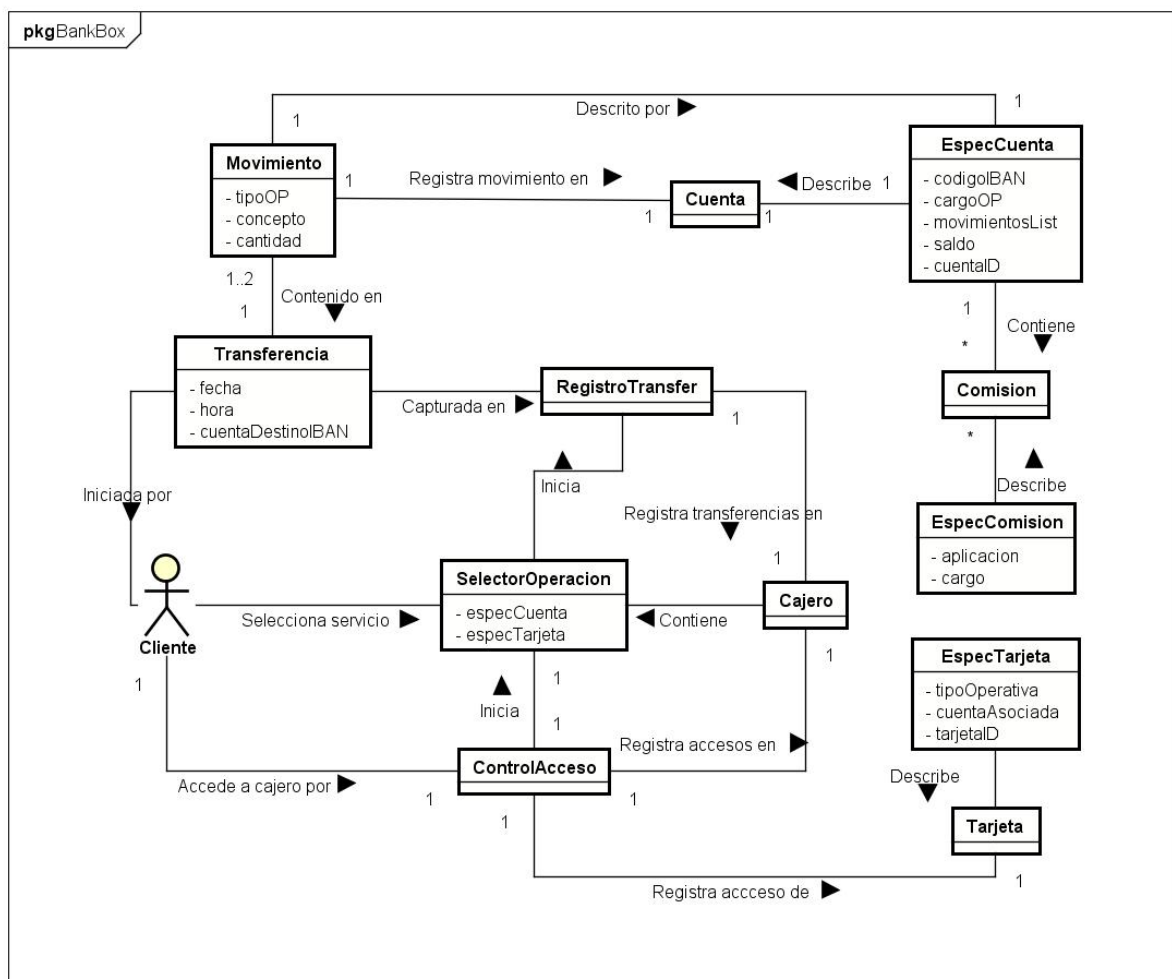 pkg BankBox
Descrito por
1
1
Movimiento
- tipoOP
- concepto
- cantidad
1
Registra movimiento en
1
Cuenta
1
Describe
1
EspecCuenta
- codigoIBAN
- cargoOP
- movimientosList
- saldo
- cuentaID
1..2
Contenido en
1
1
Contiene
*
Transferencia
- fecha
- hora
- cuentaDestinoIBAN
Capturada en
RegistroTransfer
1
Comision
*
Describe
Iniciada por
Inicia
Registra transferencias en
1
EspecComision
- aplicacion
- cargo
Cliente
1
Selecciona servicio
SelectorOperacion
- especCuenta
- especTarjeta
Contiene
Cajero
1
EspecTarjeta
- tipoOperativa
- cuentaAsociada
- tarjetaID
1
Inicia
1
Registra accesos en
ControlAcceso
Accede a cajero por
1
1
1
Describe
Tarjeta
1
Registra accceso de